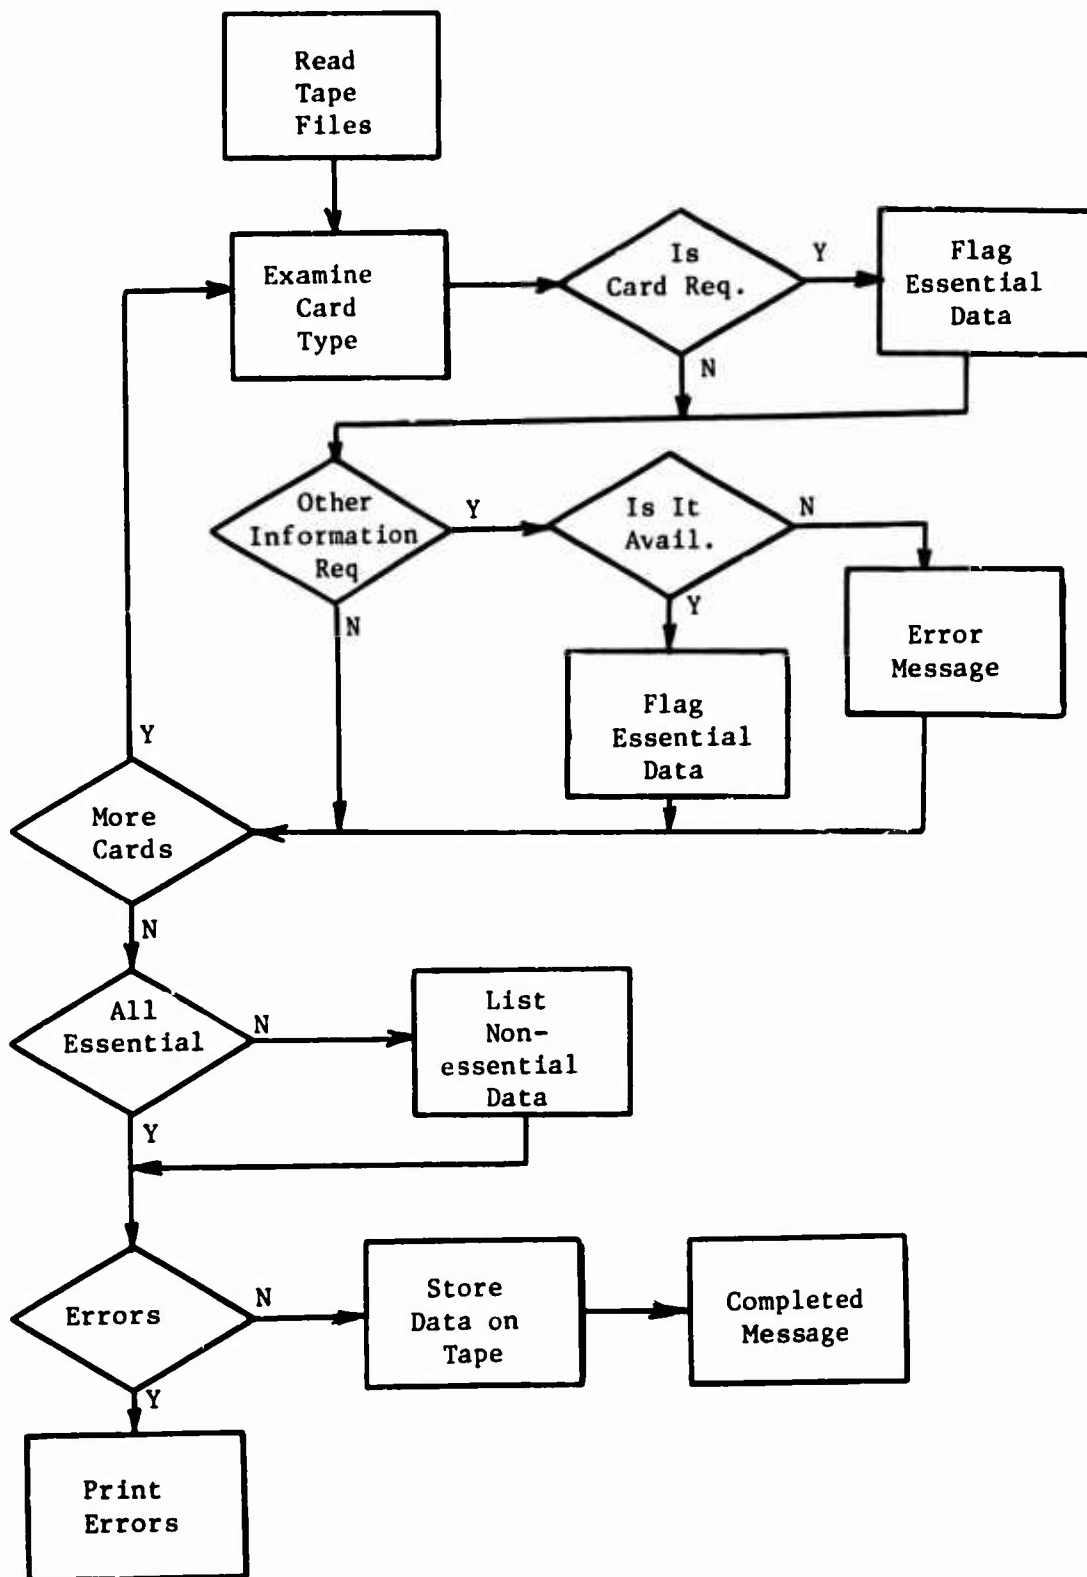 Read
Tape
Files
Examine
Card
Type
Is
Card Req.
Y
N
Flag
Essential
Data
Other
Information
Req
Y
N
Is It
Avail.
N
Y
Error
Message
Flag
Essential
Data
Y
More
Cards
N
All
Essential
N
Y
List
Non-
essential
Data
Errors
N
Y
Store
Data on
Tape
Completed
Message
Print
Errors